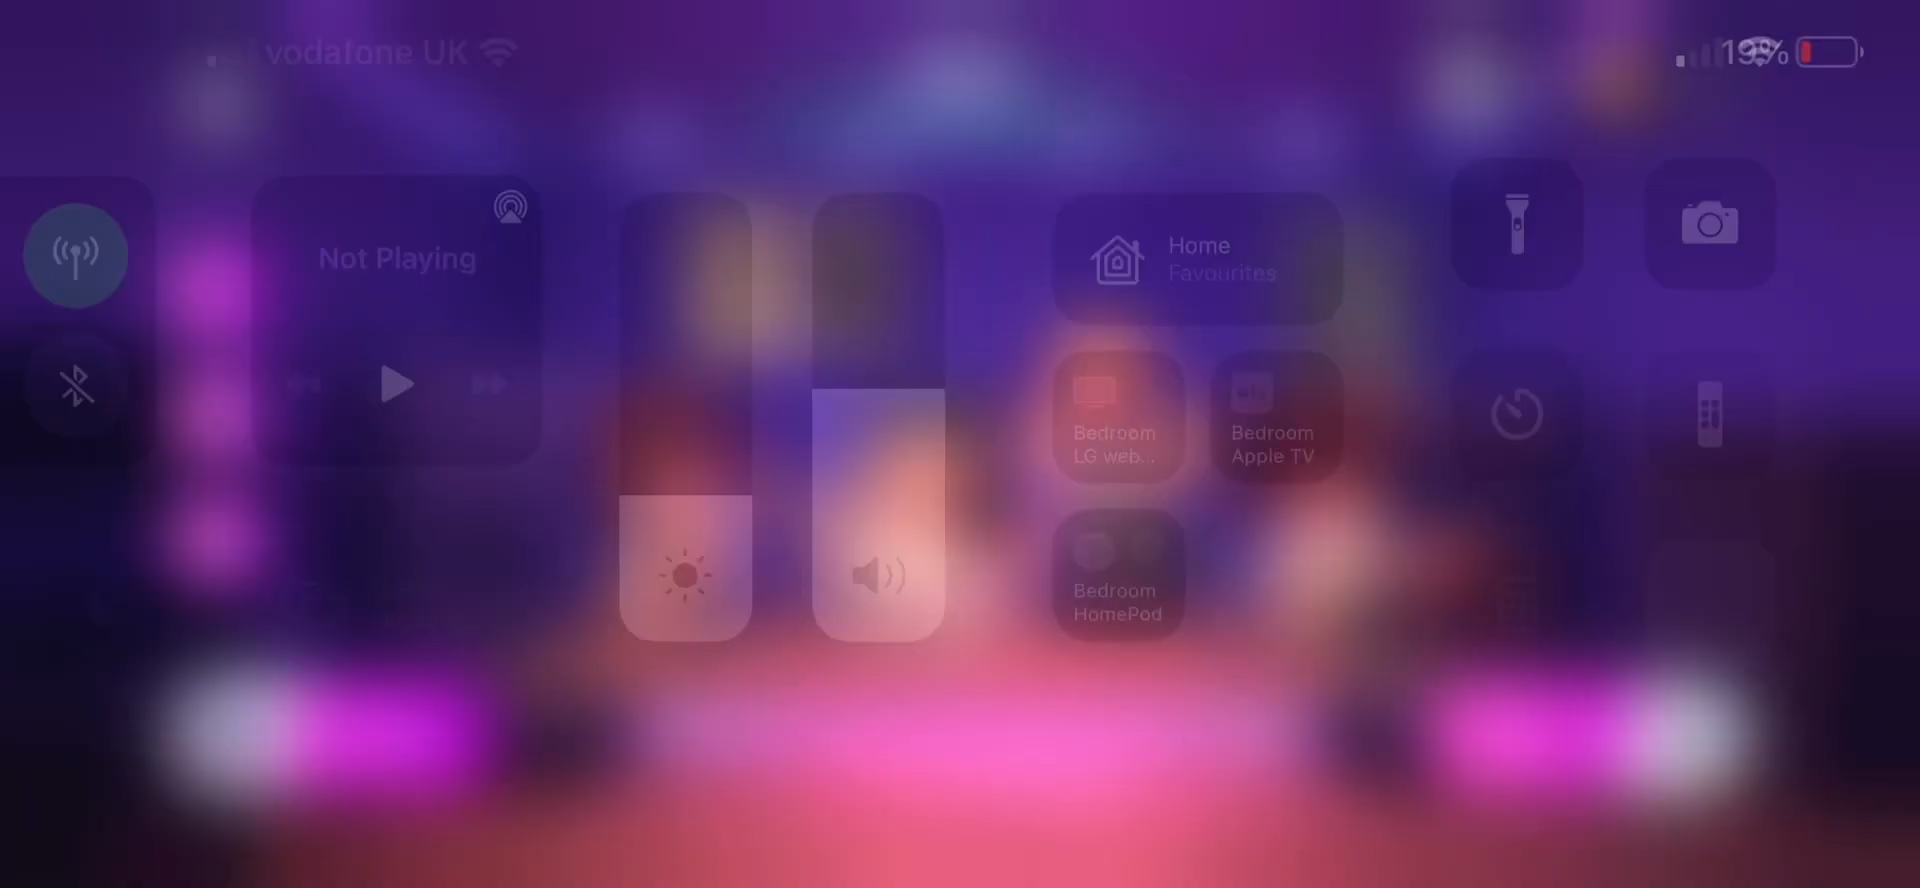 vodafone UK
19%
Not Playing
Home
Favourites
Bedroom
LG web...
Bedroom
Apple TV
Bedroom
HomePod